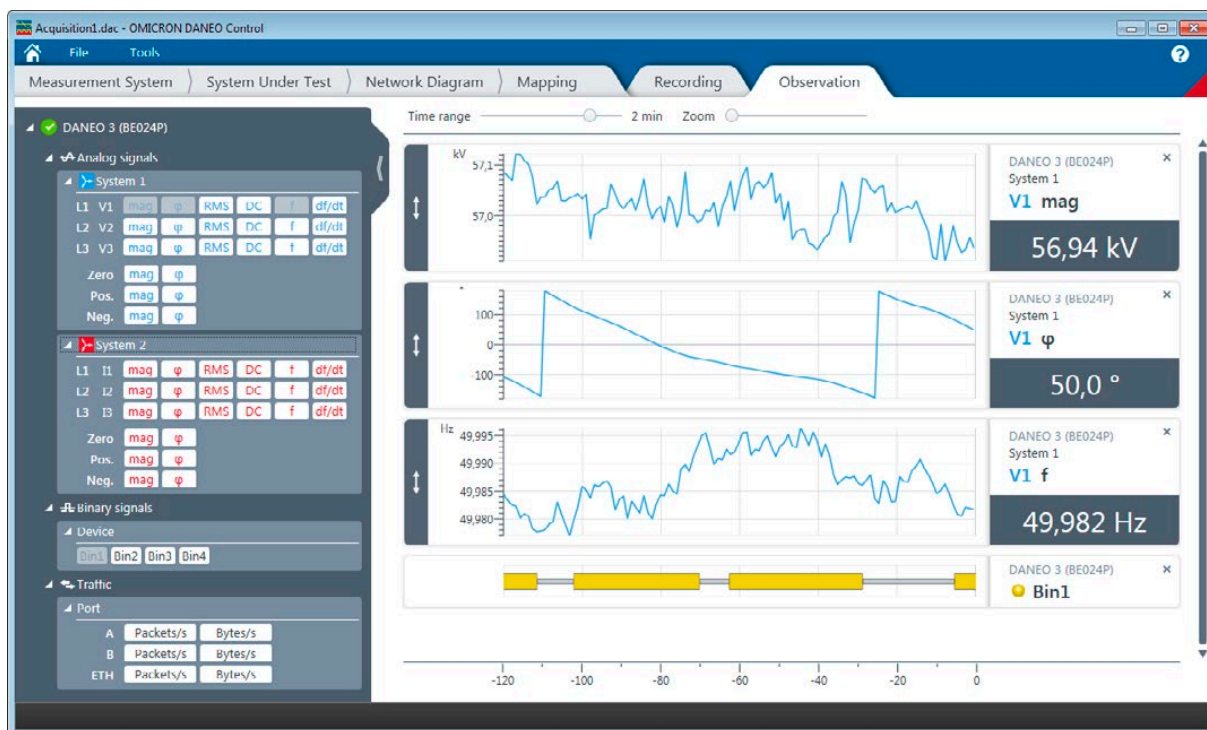 Acquisition1.dac - OMICRON DANEO Control
File Tools
Measurement System System Under Test Network Diagram Mapping Recording Observation
Time range 2 min Zoom
DANEO 3 (BE024P)
Analog signals
System 1
L1 V1 mag φ RMS DC f df/dt
L2 V2 mag φ RMS DC f df/dt
L3 V3 mag φ RMS DC f df/dt
Zero mag φ
Pos. mag φ
Neg. mag φ
System 2
L1 I1 mag φ RMS DC f df/dt
L2 I2 mag φ RMS DC f df/dt
L3 I3 mag φ RMS DC f df/dt
Zero mag φ
Pos. mag φ
Neg. mag φ
Binary signals
Device
Bin1 Bin2 Bin3 Bin4
Traffic
Port
A Packets/s Bytes/s
B Packets/s Bytes/s
ETH Packets/s Bytes/s
kV
57,1
57,0
DANEO 3 (BE024P)
System 1
V1 mag
56,94 kV
100
0
-100
DANEO 3 (BE024P)
System 1
V1 φ
50,0 °
Hz
49,995
49,990
49,985
49,980
DANEO 3 (BE024P)
System 1
V1 f
49,982 Hz
DANEO 3 (BE024P)
Bin1
-120 -100 -80 -60 -40 -20 0